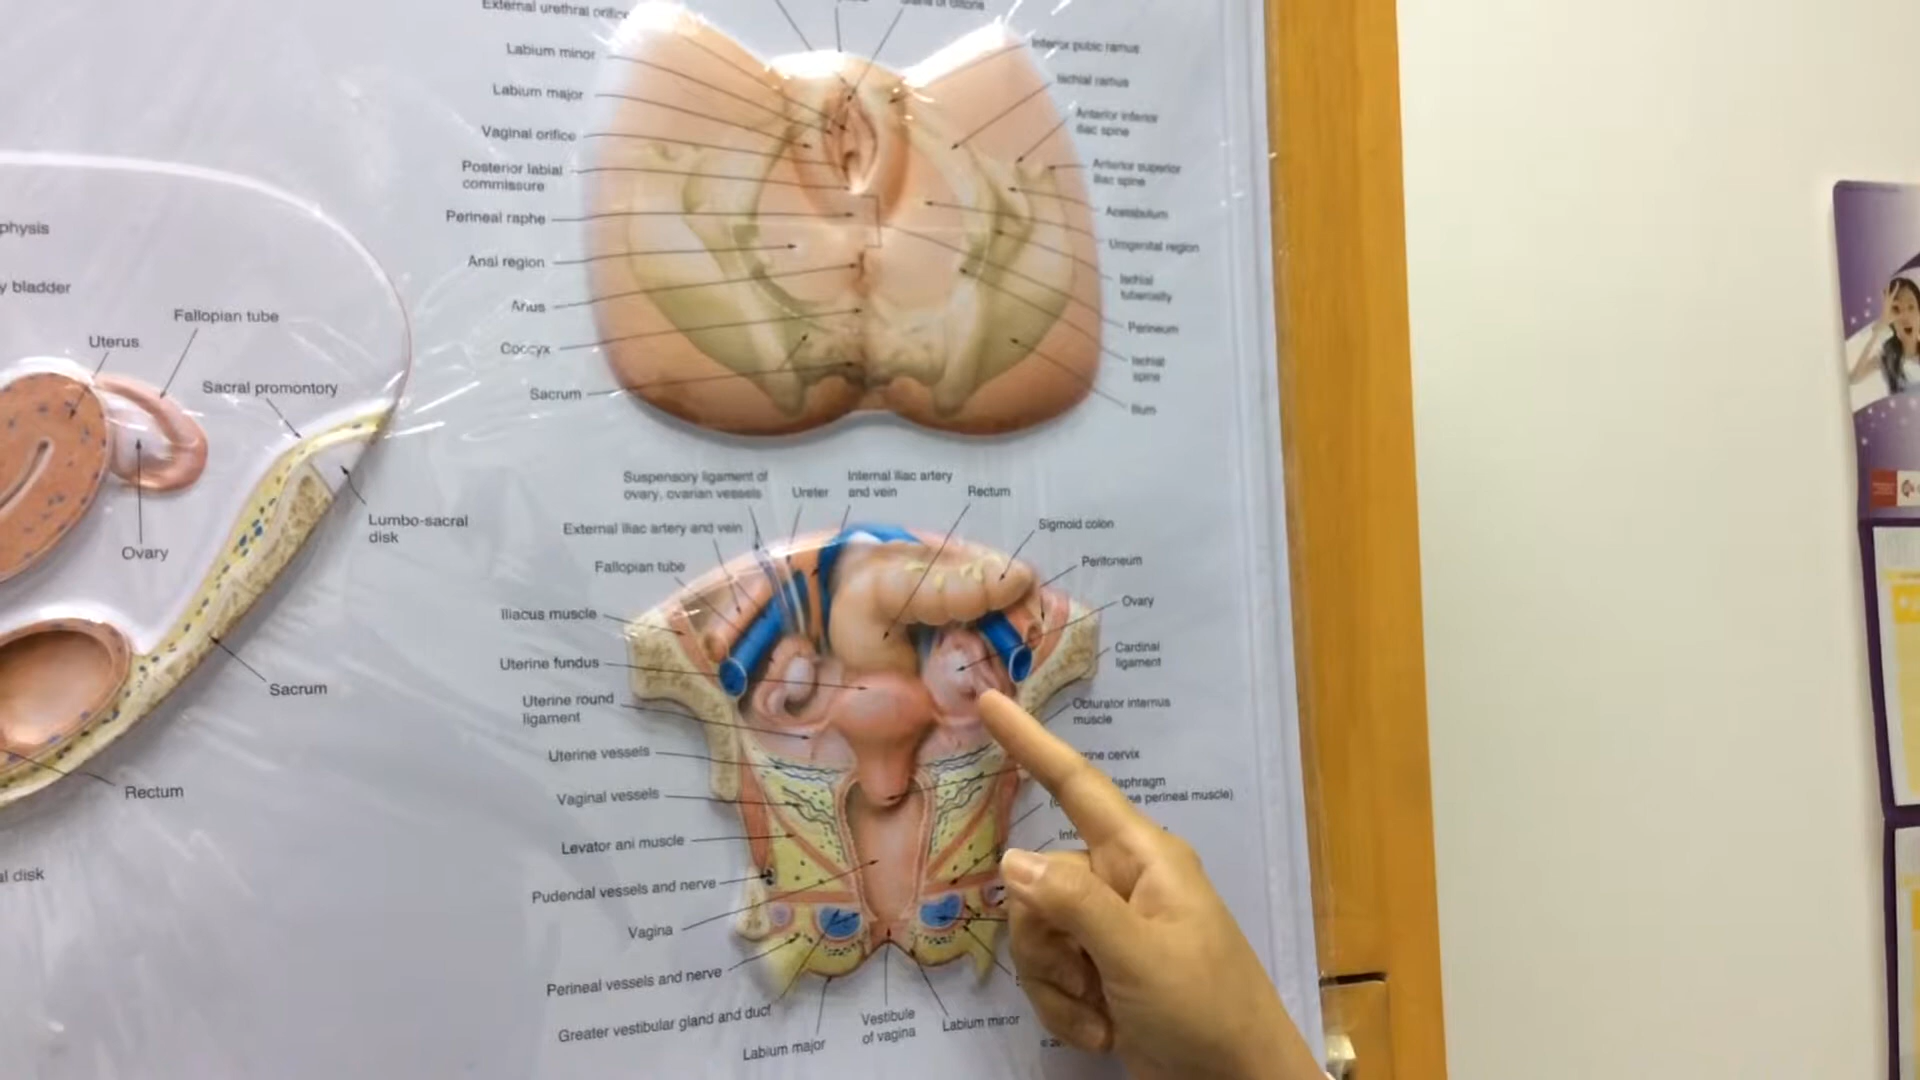 External urethral orifice
Labium minor
Labium major
Vaginal orifice
Posterior labial
commissure
Perineal raphe
Anal region
Anus
Coccyx
Sacrum
Inferior pubic ramus
Ischial ramus
Anterior inferior
iliac spine
Anterior superior
iliac spine
Acetabulum
Urogenital region
Ischial
tuberosity
Perineum
Ischial
spine
Ilium
physis
y bladder
Fallopian tube
Uterus
Sacral promontory
Lumbo-sacral
disk
Ovary
Sacrum
Rectum
al disk
Suspensory ligament of
ovary, ovarian vessels
Ureter
Internal iliac artery
and vein
Rectum
External iliac artery and vein
Sigmoid colon
Fallopian tube
Peritoneum
Iliacus muscle
Ovary
Uterine fundus
Cardinal
ligament
Uterine round
ligament
Obturator internus
muscle
Uterine vessels
rine cervix
Vaginal vessels
iaphragm
se perineal muscle)
Levator ani muscle
Pudendal vessels and nerve
Vagina
Perineal vessels and nerve
Greater vestibular gland and duct
Labium major
Vestibule
of vagina
Labium minor